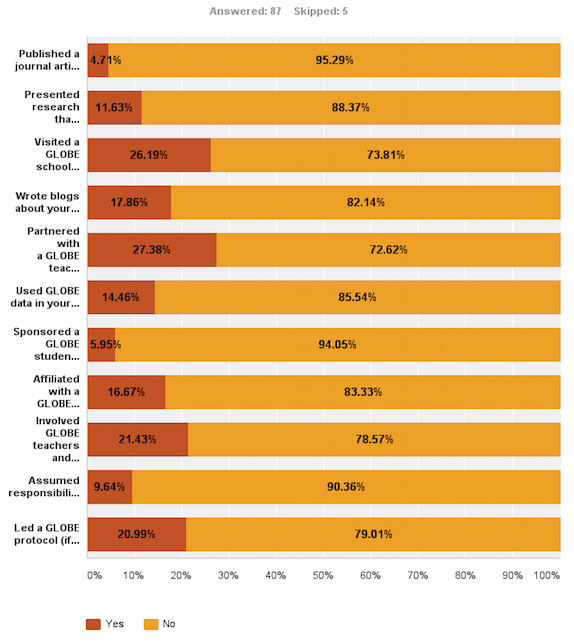 Answered: 87 Skipped: 5
Published a
journal arti...
4.71% 95.29%
Presented
research
tha...
11.63% 88.37%
Visited a
GLOBE
school...
26.19% 73.81%
Wrote blogs
about your...
17.86% 82.14%
Partnered
with
a GLOBE
teac...
27.38% 72.62%
Used GLOBE
data in your...
14.46% 85.54%
Sponsored a
GLOBE
studen...
5.95% 94.05%
Affiliated
with a
GLOBE...
16.67% 83.33%
Involved
GLOBE
teachers
and...
21.43% 78.57%
Assumed
responsibili...
9.64% 90.36%
Led a GLOBE
protocol (if...
20.99% 79.01%
0% 10% 20% 30% 40% 50% 60% 70% 80% 90% 100%
Yes No